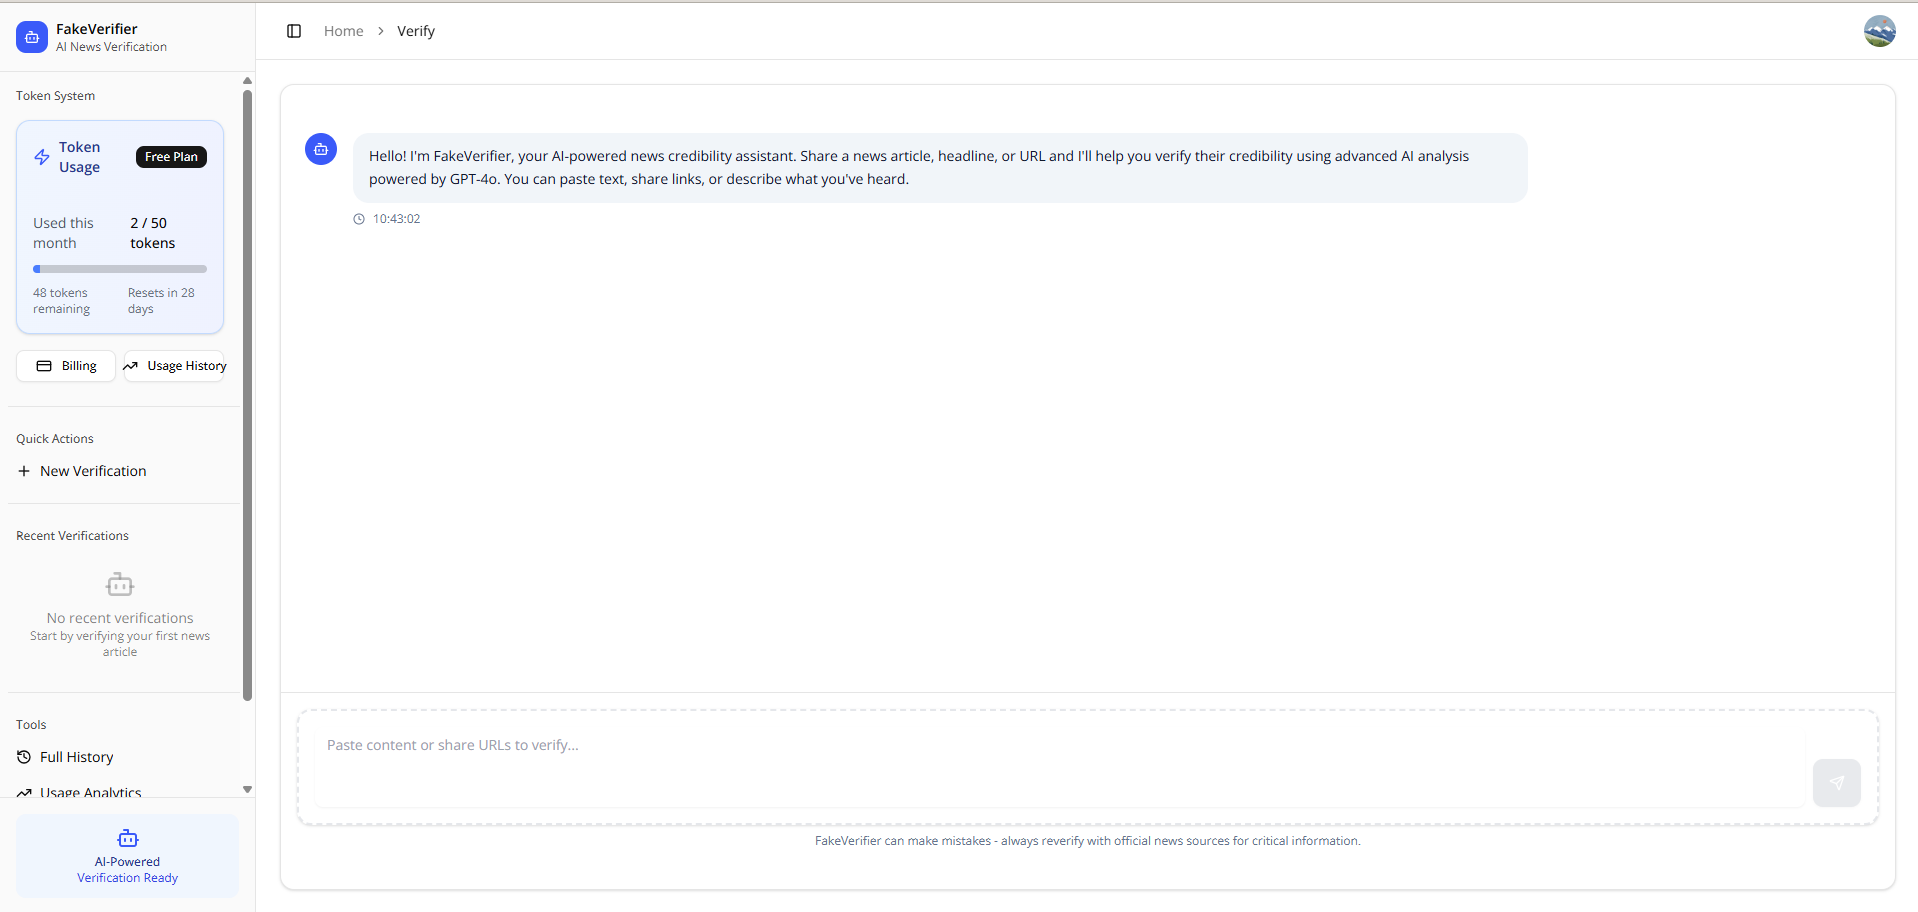 FakeVerifier
AI News Verification
Home
Verify
Token System
Token
Usage
Free Plan
Used this
month
2 / 50
tokens
48 tokens
remaining
Resets in 28
days
Billing
Usage History
Quick Actions
New Verification
Recent Verifications
No recent verifications
Start by verifying your first news
article
Tools
Full History
Usage Analytics
AI-Powered
Verification Ready
Hello! I'm FakeVerifier, your AI-powered news credibility assistant. Share a news article, headline, or URL and I'll help you verify their credibility using advanced AI analysis
powered by GPT-4o. You can paste text, share links, or describe what you've heard.
10:43:02
Paste content or share URLs to verify...
FakeVerifier can make mistakes - always reverify with official news sources for critical information.